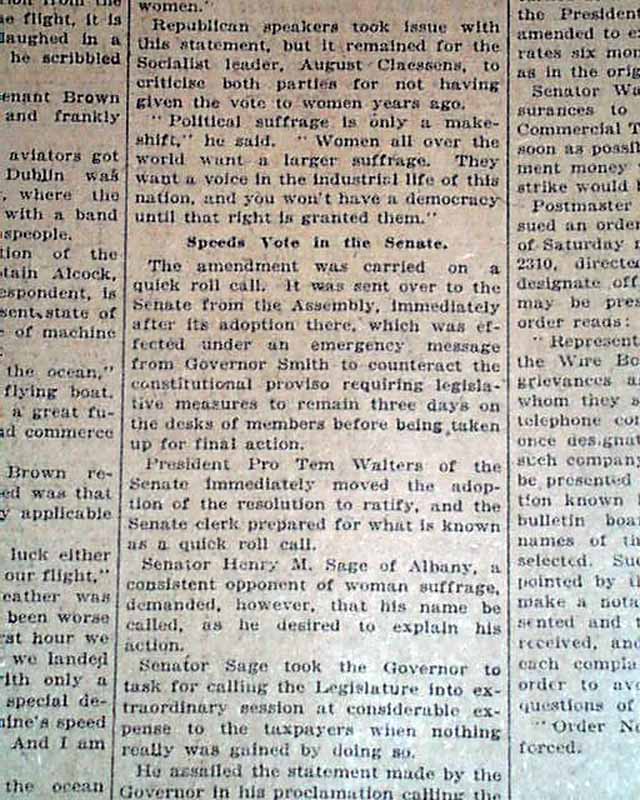 tion from the
e flight, it is
laughed in a
he scribbled
enant Brown
and frankly
aviators got
Dublin was
, where the
with a band
speople.
tion of the
tain Alcock,
espondent, is
sent state of
e of machine
the ocean,"
flying boat.
a great fu-
d commerce
Brown re-
ed was that
y applicable
luck either
our flight,"
eather was
been worse
rst hour we
we landed
ith only a
special de-
ine's speed
And I am
the ocean
women."
Republican speakers took issue with
this statement, but it remained for the
Socialist leader, August Claessens, to
criticise both parties for not having
given the vote to women years ago.
"Political suffrage is only a make-
shift," he said. "Women all over the
world want a larger suffrage. They
want a voice in the industrial life of this
nation, and you won't have a democracy
until that right is granted them."
Speeds Vote in the Senate.
The amendment was carried on a
quick roll call. It was sent over to the
Senate from the Assembly, immediately
after its adoption there, which was ef-
fected under an emergency message
from Governor Smith to counteract the
constitutional proviso requiring legisla-
tive measures to remain three days on
the desks of members before being taken
up for final action.
President Pro Tem Walters of the
Senate immediately moved the adop-
tion of the resolution to ratify, and the
Senate clerk prepared for what is known
as a quick roll call.
Senator Henry M. Sage of Albany, a
consistent opponent of woman suffrage,
demanded, however, that his name be
called, as he desired to explain his
action.
Senator Sage took the Governor to
task for calling the Legislature into ex-
traordinary session at considerable ex-
pense to the taxpayers when nothing
really was gained by doing so.
He assailed the statement made by the
Governor in his proclamation calling the
the President
amended to e
rates six mon
as in the orig
Senator Wa
surances to
Commercial T
soon as possib
ment money
strike would
Postmaster
sued an order
of Saturday
2310, directe
designate off
may be pres
order reads:
"Represent
the Wire Bo
grievances a
whom they s
telephone co
once designat
such company
be presented
tion known
bulletin boa
names of th
selected. Suc
pointed by t
make a nota
sented and t
received, and
each compla
order to avo
questions of
"Order No
forced.